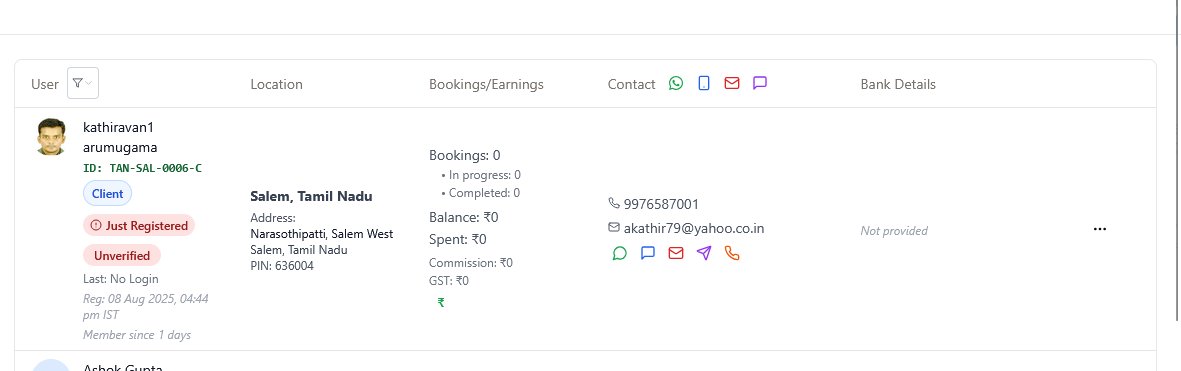 User
Location
Bookings/Earnings
Contact
Bank Details
kathiravan1
arumugama
ID: TAN-SAL-0006-C
Client
Just Registered
Unverified
Last: No Login
Reg: 08 Aug 2025, 04:44
pm IST
Member since 1 days
Salem, Tamil Nadu
Address:
Narasothipatti, Salem West
Salem, Tamil Nadu
PIN: 636004
Bookings: 0
• In progress: 0
• Completed: 0
Balance: ₹0
Spent: ₹0
Commission: ₹0
GST: ₹0
₹
9976587001
akathir79@yahoo.co.in
Not provided
Ashok Gupta